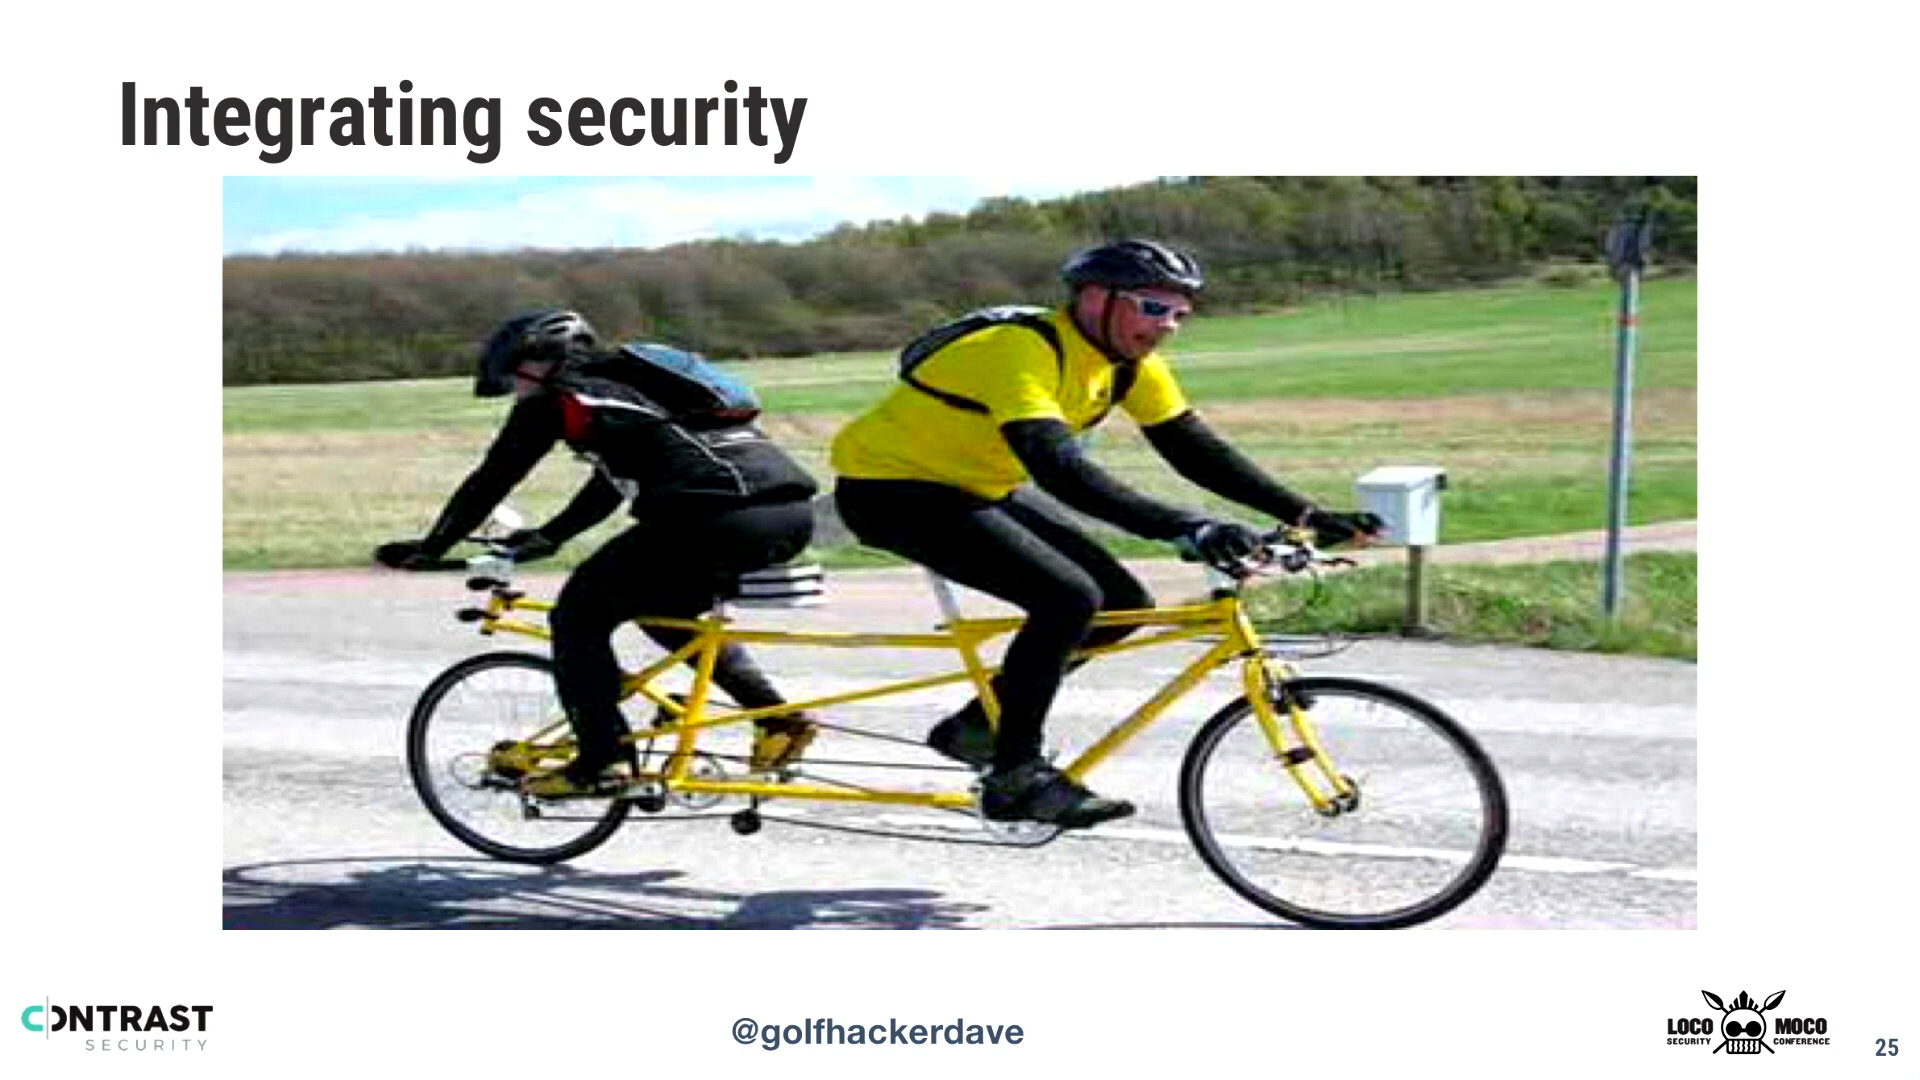 Integrating security
CONTRAST
SECURITY
@golfhackerdave
LOCO MOCO
SECURITY CONFERENCE
25